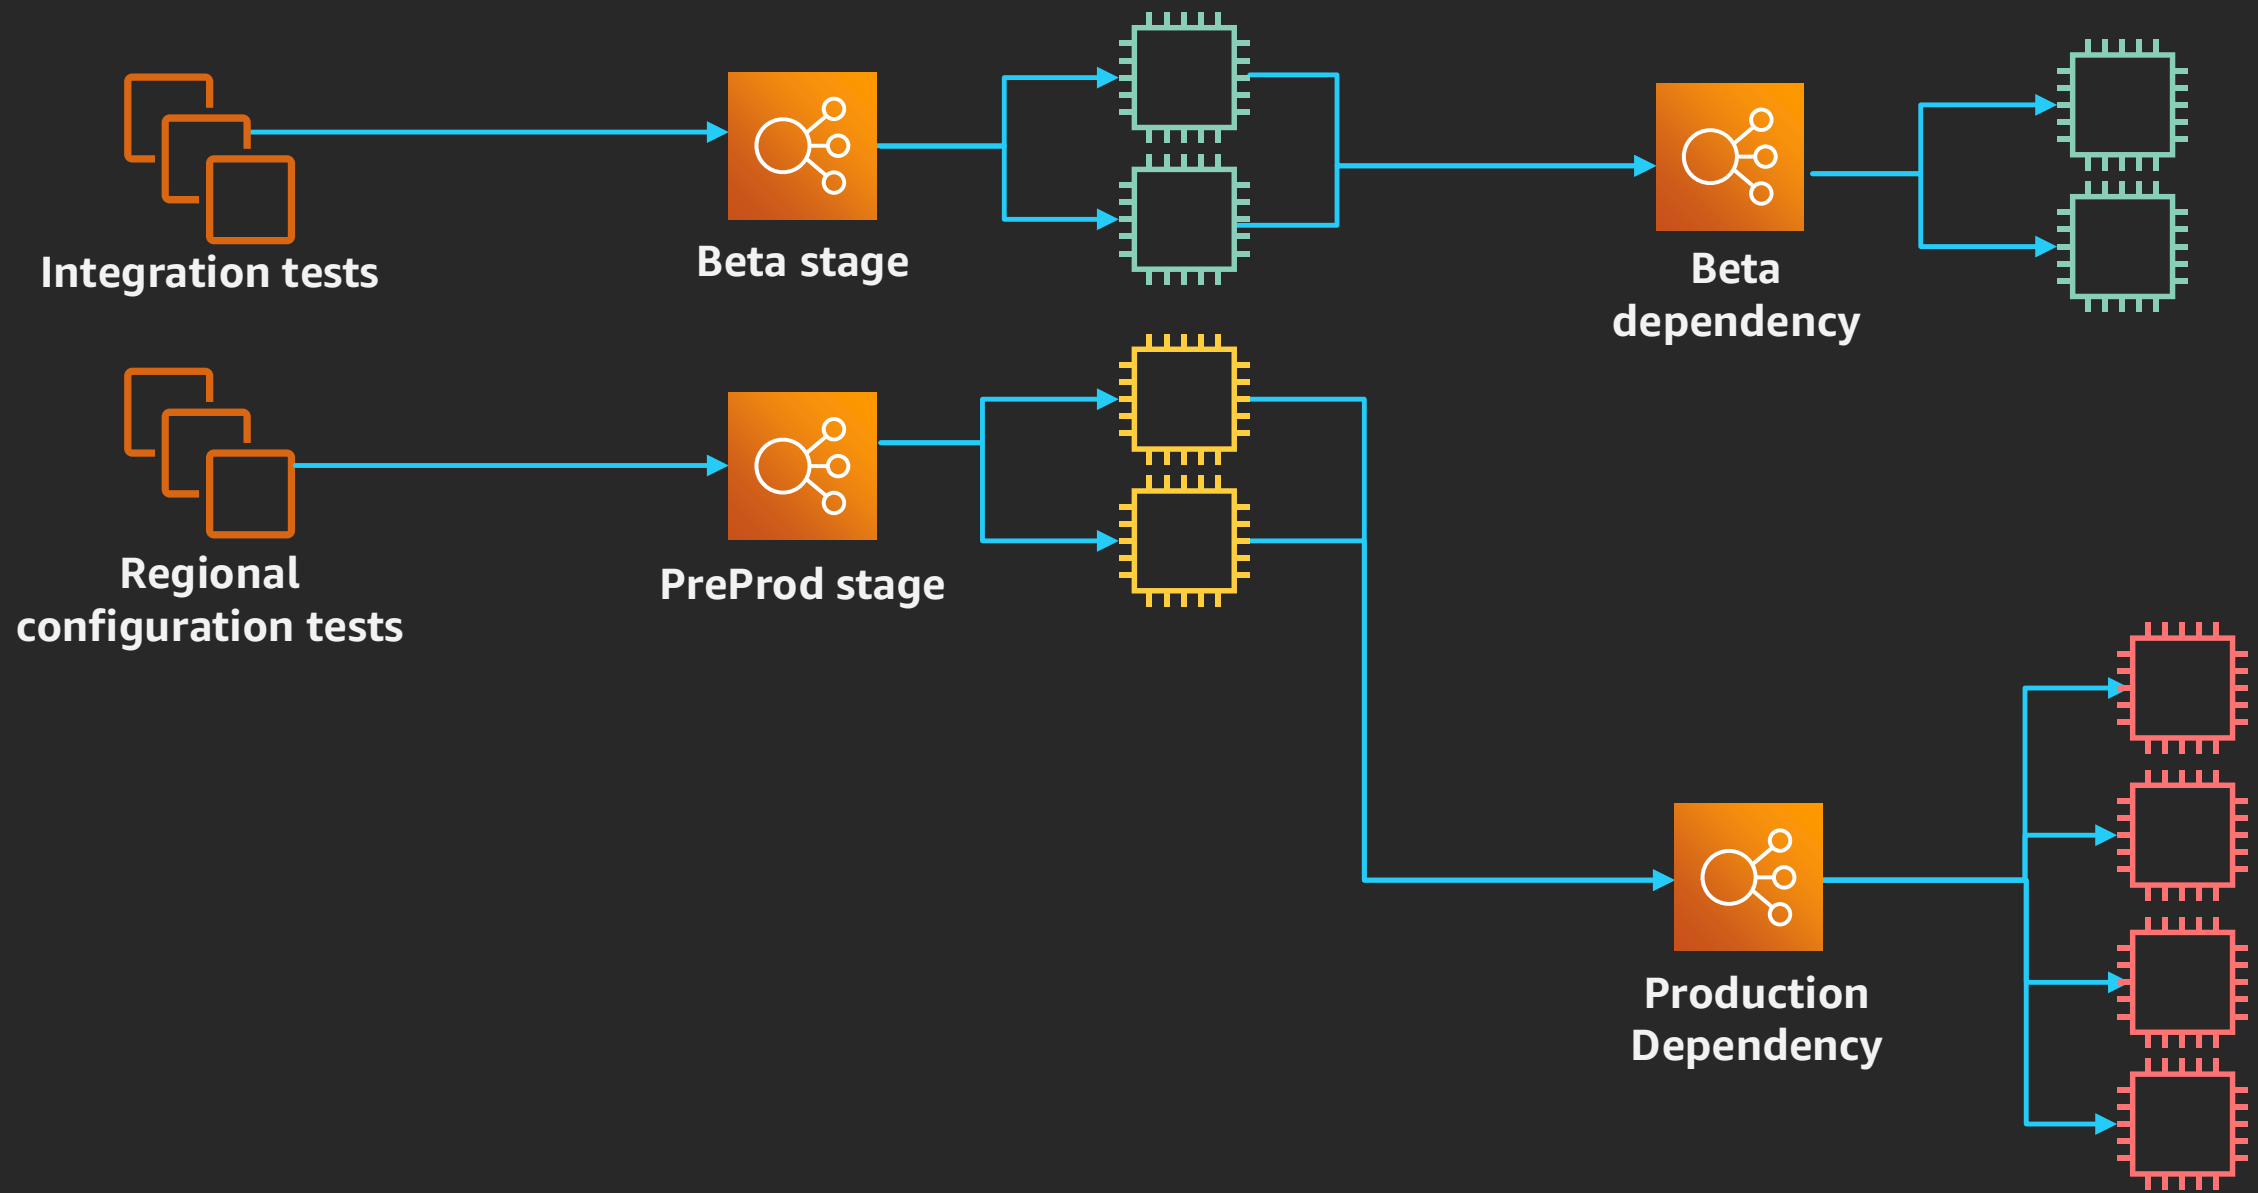 Integration tests
Beta stage
Beta
dependency
Regional
configuration tests
PreProd stage
Production
Dependency